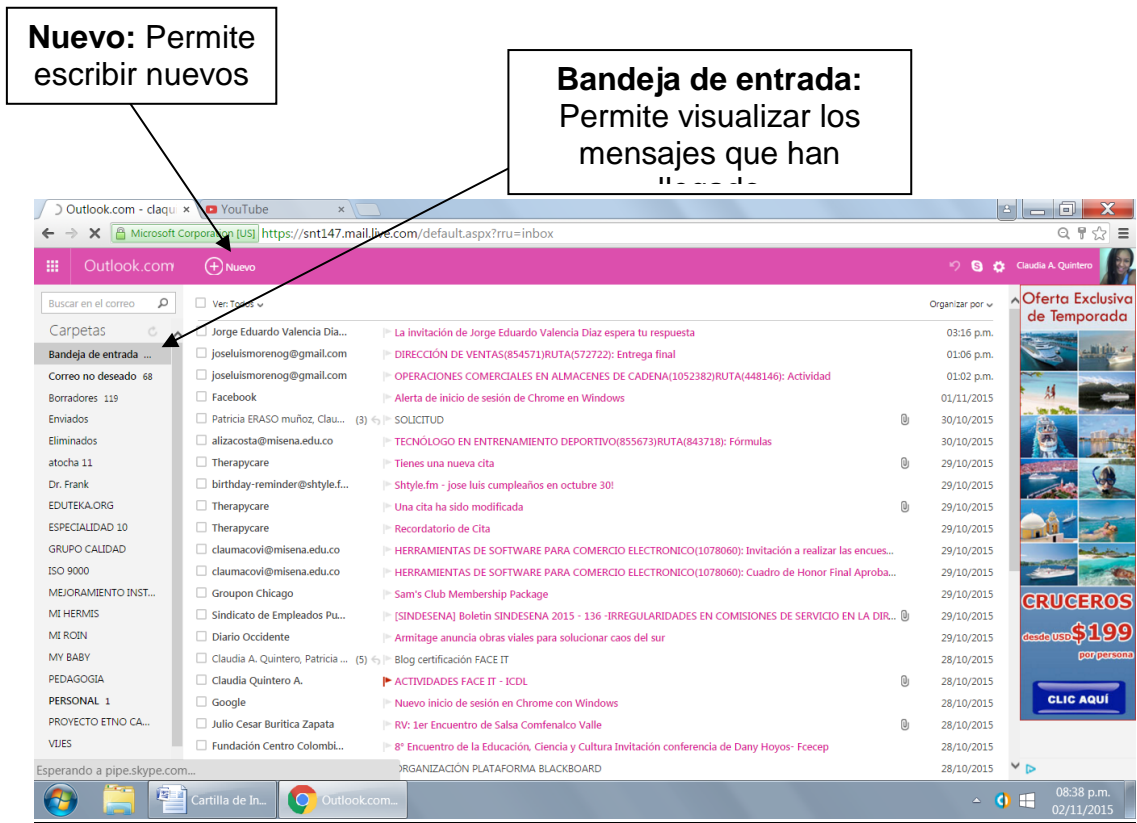 Nuevo: Permite
escribir nuevos
Bandeja de entrada:
Permite visualizar los
mensajes que han
Outlook.com - claqu
YouTube
Microsoft Corporation [US] https://snt147.mail.live.com/default.aspx?rru=inbox
Outlook.com
Nuevo
Claudia A. Quintero
Buscar en el correo
Ver: Todos
Organizar por
Carpetas
Bandeja de entrada ...
Correo no deseado 68
Borradores 119
Enviados
Eliminados
atocha 11
Dr. Frank
EDUTEKA.ORG
ESPECIALIDAD 10
GRUPO CALIDAD
ISO 9000
MEJORAMIENTO INST...
MI HERMIS
MI ROIN
MY BABY
PEDAGOGIA
PERSONAL 1
PROYECTO ETNO CA...
VIJES
Jorge Eduardo Valencia Dia... La invitación de Jorge Eduardo Valencia Diaz espera tu respuesta 03:16 p.m.
joseluismorenog@gmail.com DIRECCIÓN DE VENTAS(854571)RUTA(572722): Entrega final 01:06 p.m.
joseluismorenog@gmail.com OPERACIONES COMERCIALES EN ALMACENES DE CADENA(1052382)RUTA(448146): Actividad 01:02 p.m.
Facebook Alerta de inicio de sesión de Chrome en Windows 01/11/2015
Patricia ERASO muñoz, Clau... (3) SOLICITUD 30/10/2015
alizacosta@misena.edu.co TECNÓLOGO EN ENTRENAMIENTO DEPORTIVO(855673)RUTA(843718): Fórmulas 30/10/2015
Therapycare Tienes una nueva cita 29/10/2015
birthday-reminder@shtyle.f... Shtyle.fm - jose luis cumpleaños en octubre 30! 29/10/2015
Therapycare Una cita ha sido modificada 29/10/2015
Therapycare Recordatorio de Cita 29/10/2015
claumacovi@misena.edu.co HERRAMIENTAS DE SOFTWARE PARA COMERCIO ELECTRONICO(1078060): Invitación a realizar las encues... 29/10/2015
claumacovi@misena.edu.co HERRAMIENTAS DE SOFTWARE PARA COMERCIO ELECTRONICO(1078060): Cuadro de Honor Final Aproba... 29/10/2015
Groupon Chicago Sam's Club Membership Package 29/10/2015
Sindicato de Empleados Pu... [SINDESENA] Boletin SINDESENA 2015 - 136 -IRREGULARIDADES EN COMISIONES DE SERVICIO EN LA DIR... 29/10/2015
Diario Occidente Armitage anuncia obras viales para solucionar caos del sur 29/10/2015
Claudia A. Quintero, Patricia ... (5) Blog certificación FACE IT 28/10/2015
Claudia Quintero A. ACTIVIDADES FACE IT - ICDL 28/10/2015
Google Nuevo inicio de sesión en Chrome con Windows 28/10/2015
Julio Cesar Buritica Zapata RV: 1er Encuentro de Salsa Comfenalco Valle 28/10/2015
Fundación Centro Colombi... 8° Encuentro de la Educación, Ciencia y Cultura Invitación conferencia de Dany Hoyos- Fcecep 28/10/2015
ORGANIZACIÓN PLATAFORMA BLACKBOARD 28/10/2015
Oferta Exclusiva
de Temporada
CRUCEROS
desde USD $199
por persona
CLIC AQUÍ
Esperando a pipe.skype.com...
Cartilla de In...
Outlook.com...
08:38 p.m.
02/11/2015